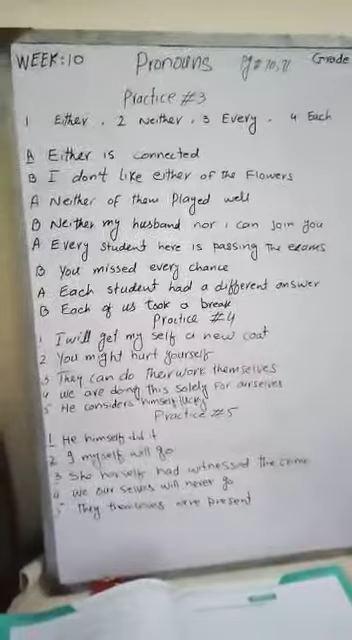 WEEK:10 Pronouns Grade
Practice #3
1 Either. 2 Neither. 3 Every. 4 Each
A Either is connected
B I don't like either of the Flowers
A Neither of them Played well
B Neither my husband nor i can join you
A Every student here is passing the exams
B You missed every chance
A Each student had a different answer
B Each of us took a break
Practice #4
1 I will get my self a new coat
2 You might hurt yourself
3 They can do their work themselves
4 we are doing this solely For ourselves
5 He considers himself lucky
Practice #5
1 He himself did it
2 I myself will go
3 She herself had witnessed the crime
4 We our selves will never go
5 They themselves were present